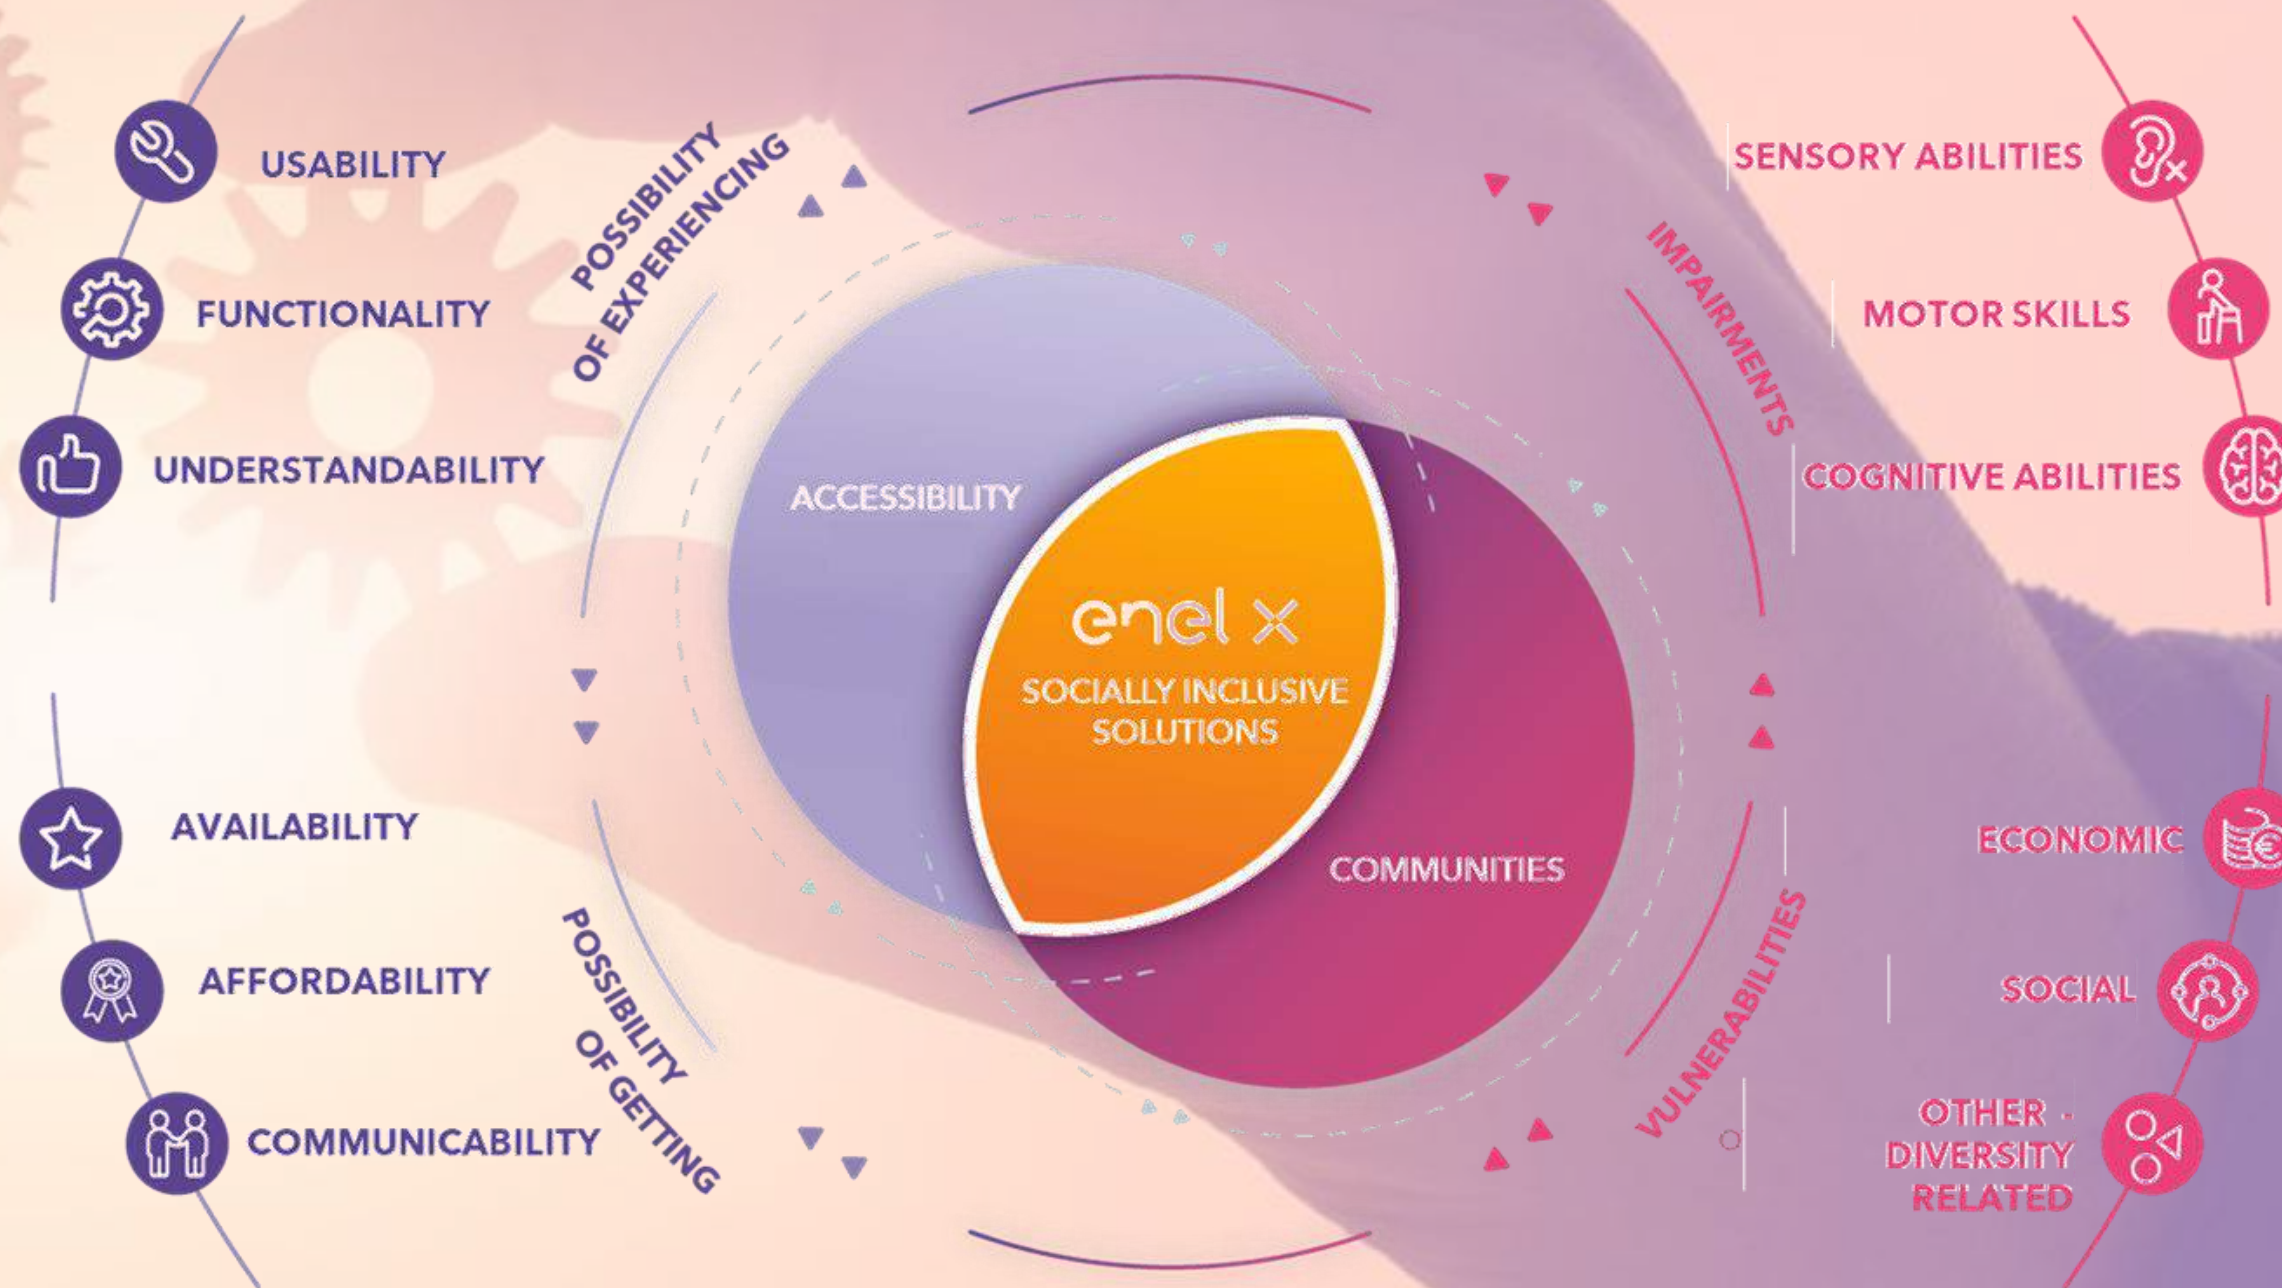 USABILITY
FUNCTIONALITY
UNDERSTANDABILITY
AVAILABILITY
AFFORDABILITY
COMMUNICABILITY
POSSIBILITY
OF EXPERIENCING
POSSIBILITY
OF GETTING
ACCESSIBILITY
enel x
SOCIALLY INCLUSIVE
SOLUTIONS
COMMUNITIES
IMPAIRMENTS
VULNERABILITIES
SENSORY ABILITIES
MOTOR SKILLS
COGNITIVE ABILITIES
ECONOMIC
SOCIAL
OTHER -
DIVERSITY
RELATED